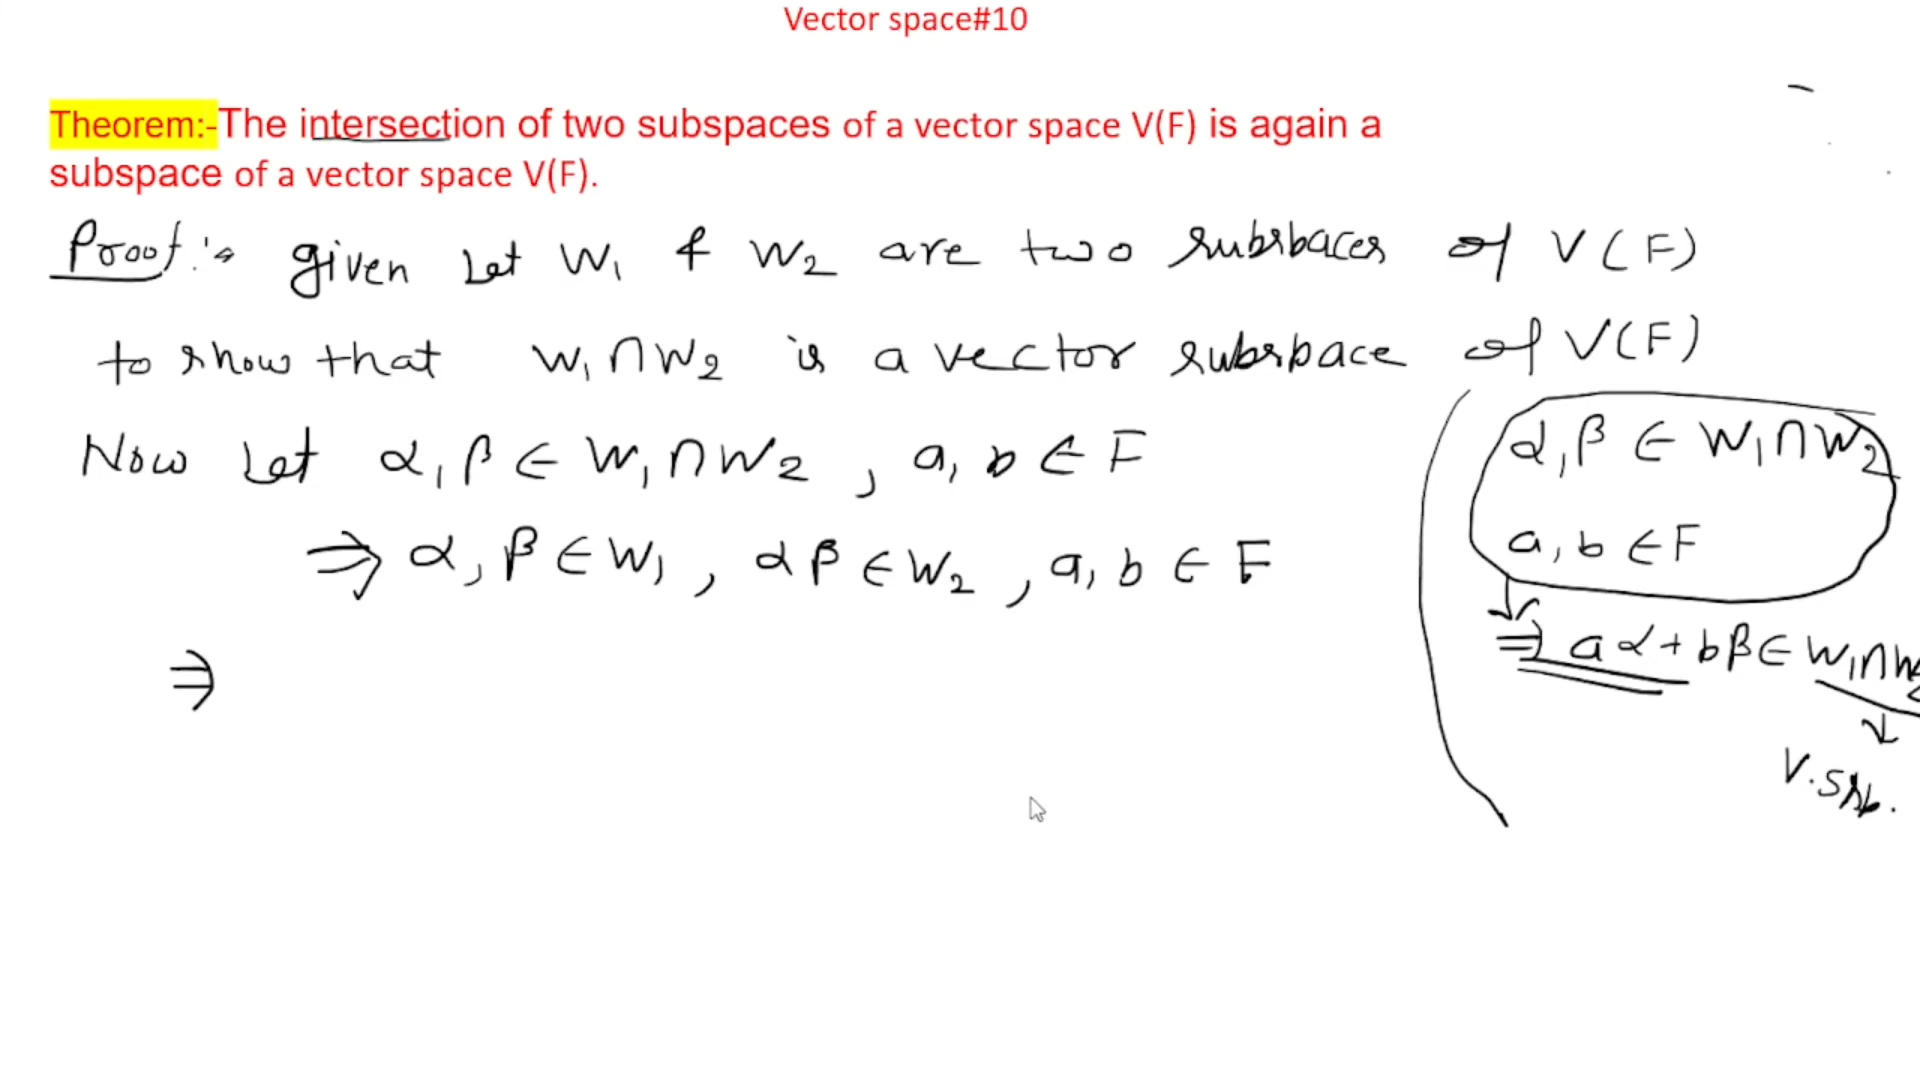 Vector space#10
Theorem:-The intersection of two subspaces of a vector space V(F) is again a
subspace of a vector space V(F).
Proof:- given Let W₁ & W₂ are two subspaces of V(F)
to show that W₁∩W₂ is a vector subspace of V(F)
Now Let α,β ∈ W₁∩W₂, a,b ∈ F
⇒ α,β ∈ W₁, αβ ∈ W₂, a,b ∈ F
⇒
α,β ∈ W₁∩W₂
a,b ∈ F
⇒ aα+bβ ∈ W₁∩W₂